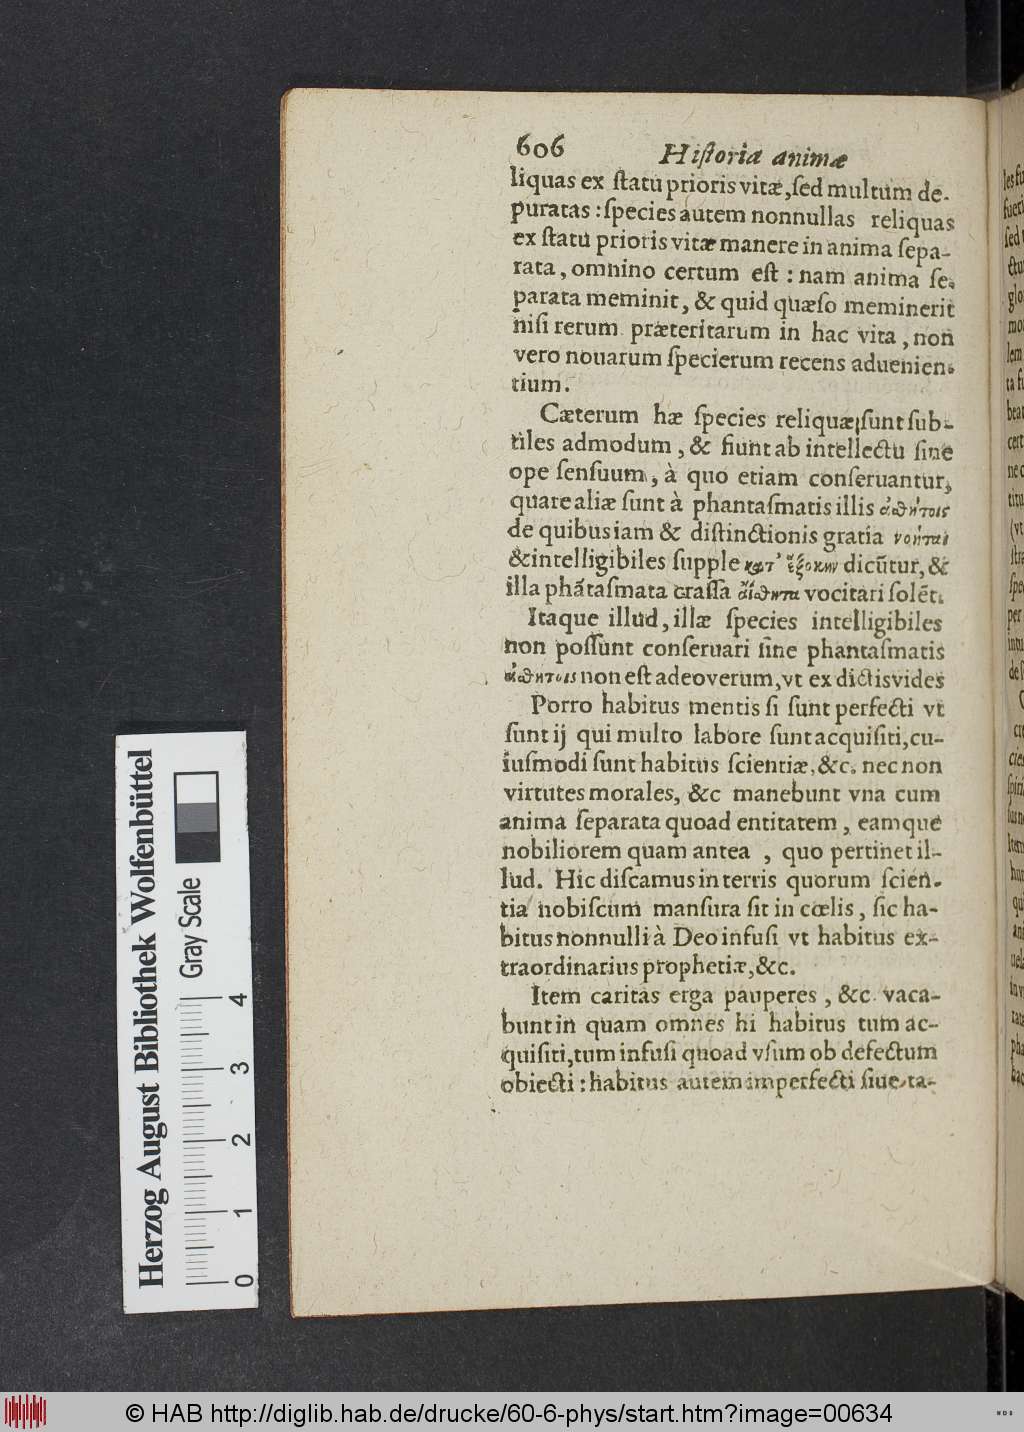 606 Hiſtoria animæ
liquas ex ſtatu prioris vitæ, ſed multum de-
puratas : ſpecies autem nonnullas reliquas
ex ſtatu prioris vitæ manere in anima ſepa-
rata, omnino certum eſt : nam anima ſe-
parata meminit, & quid quæſo meminerit
niſi rerum præteritarum in hac vita, non
vero nouarum ſpecierum recens aduenien-
tium.
Cæterum hæ ſpecies reliquæ ſunt ſub-
tiles admodum, & fiunt ab intellectu ſine
ope ſenſuum, à quo etiam conſeruantur,
quare aliæ ſunt à phantaſmatis illis
de quibus iam & diſtinctionis gratia
& intelligibiles ſupple dicũtur, &
illa phãtaſmata craſſa vocitari ſolẽt.
Itaque illud, illæ ſpecies intelligibiles
non poſſunt conſeruari ſine phantaſmatis
non eſt adeo verum, vt ex dictis vides
Porro habitus mentis ſi ſunt perfecti vt
ſunt ij qui multo labore ſunt acquiſiti, cu-
iuſmodi ſunt habitus ſcientiæ, &c. nec non
virtutes morales, &c manebunt vna cum
anima ſeparata quoad entitatem, eamque
nobiliorem quam antea , quo pertinet il-
lud. Hic diſcamus in terris quorum ſcien-
tia nobiſcum manſura ſit in cœlis, ſic ha-
bitus nonnulli à Deo infuſi vt habitus ex-
traordinarius prophetiæ, &c.
Item caritas erga pauperes, &c. vaca-
bunt in quam omnes hi habitus tum ac-
quiſiti, tum infuſi quoad vſum ob defectum
obiecti : habitus autem imperfecti ſiue ta-
Herzog August Bibliothek Wolfenbüttel
Gray Scale
0 1 2 3 4
© HAB http://diglib.hab.de/drucke/60-6-phys/start.htm?image=00634